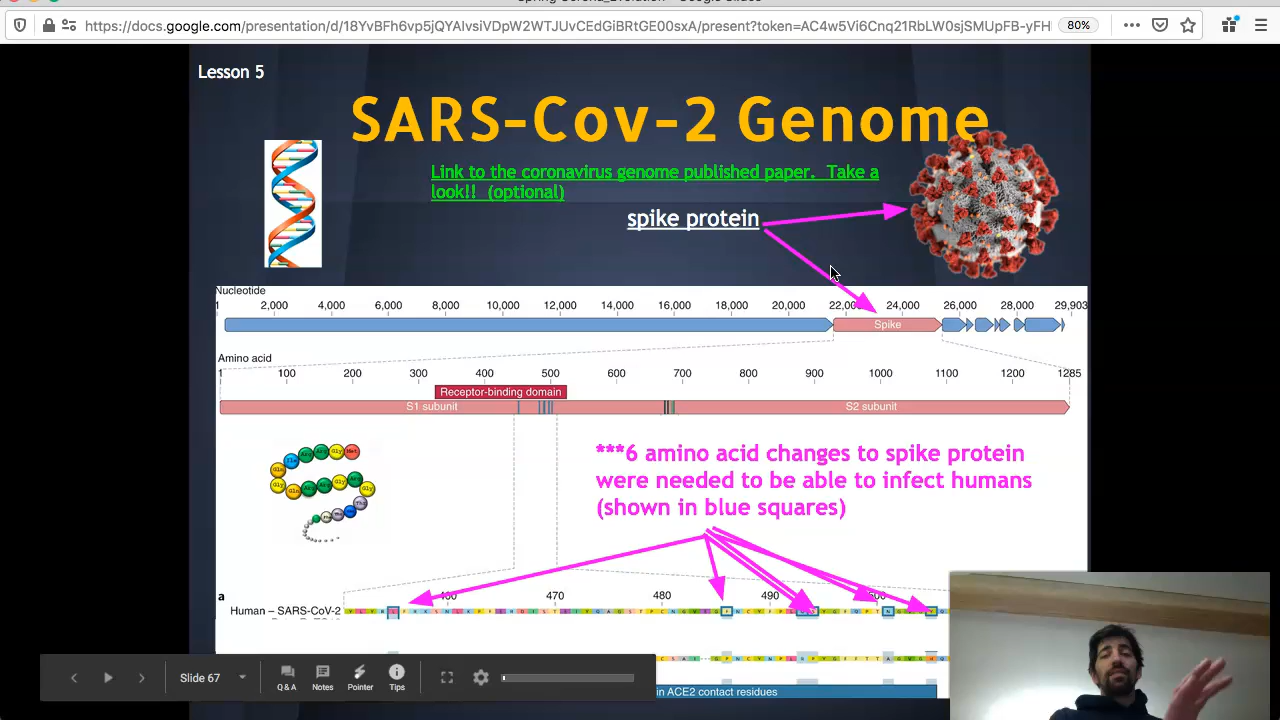 https://docs.google.com/presentation/d/18YvBFh6vp5jQYAIvsIVDpW2WTJUvCEdGiBRtGE00sxA/present?token=AC4w5Vi6Cnq21RbLW0sjSMUpFB-yFH
80%
Lesson 5
SARS-Cov-2 Genome
Link to the coronavirus genome published paper. Take a
look!! (optional)
spike protein
Nucleotide
1 2,000 4,000 6,000 8,000 10,000 12,000 14,000 16,000 18,000 20,000 22,000 24,000 26,000 28,000 29,903
Spike
Amino acid
1 100 200 300 400 500 600 700 800 900 1000 1100 1200 1285
Receptor-binding domain
S1 subunit S2 subunit
***6 amino acid changes to spike protein
were needed to be able to infect humans
(shown in blue squares)
a
470 480 490
Human – SARS-CoV-2
in ACE2 contact residues
Slide 67
Q & A Notes Pointer Tips